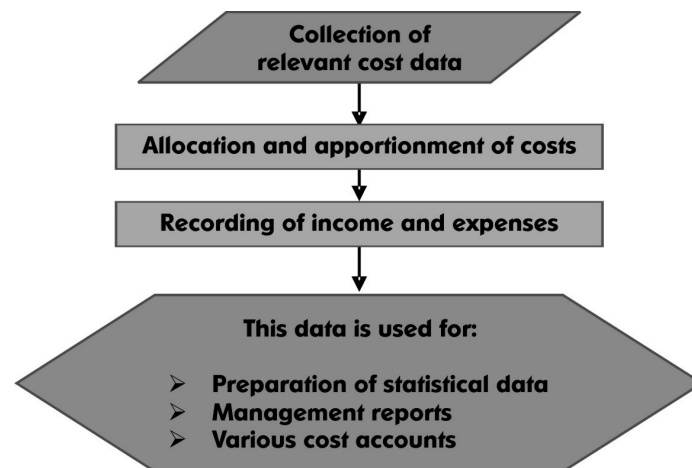 Collection of
relevant cost data
Allocation and apportionment of costs
Recording of income and expenses
This data is used for:
➢ Preparation of statistical data
➢ Management reports
➢ Various cost accounts